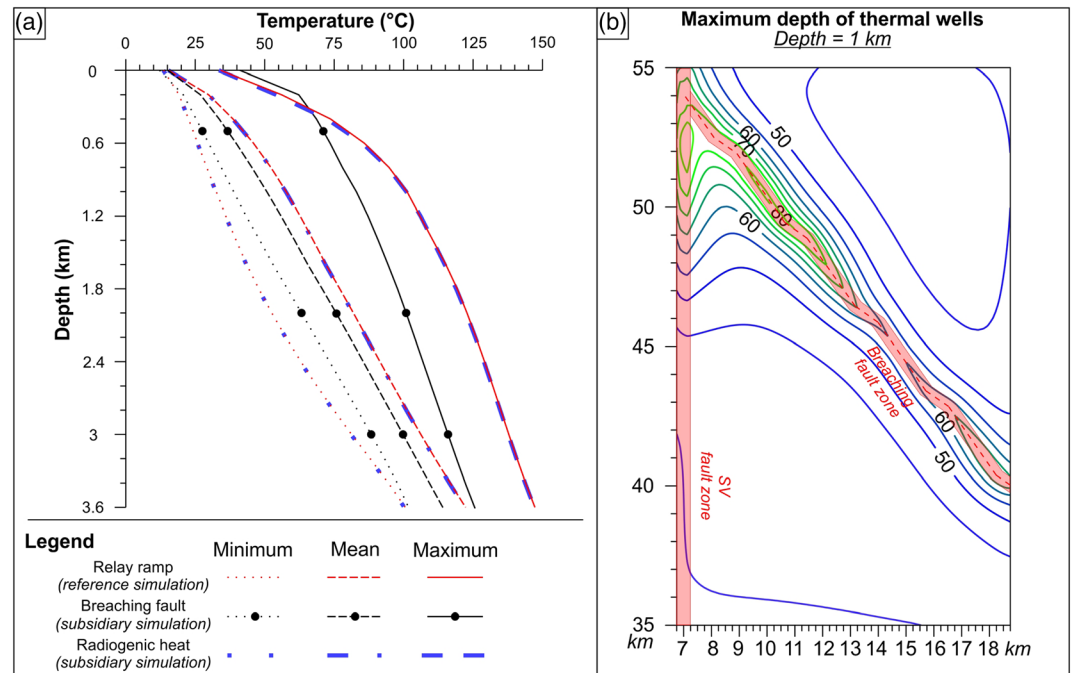 (a)
Temperature (°C)
0 25 50 75 100 125 150
0
0.6
1.2
1.8
2.4
3
3.6
Depth (km)
Legend
Minimum Mean Maximum
Relay ramp
(reference simulation)
Breaching fault
(subsidiary simulation)
Radiogenic heat
(subsidiary simulation)
(b)
Maximum depth of thermal wells
Depth = 1 km
55
50
45
40
35
km
7 8 9 10 11 12 13 14 15 16 17 18 km
50
60
70
80
60
Breaching
fault zone
60
50
SV
fault zone